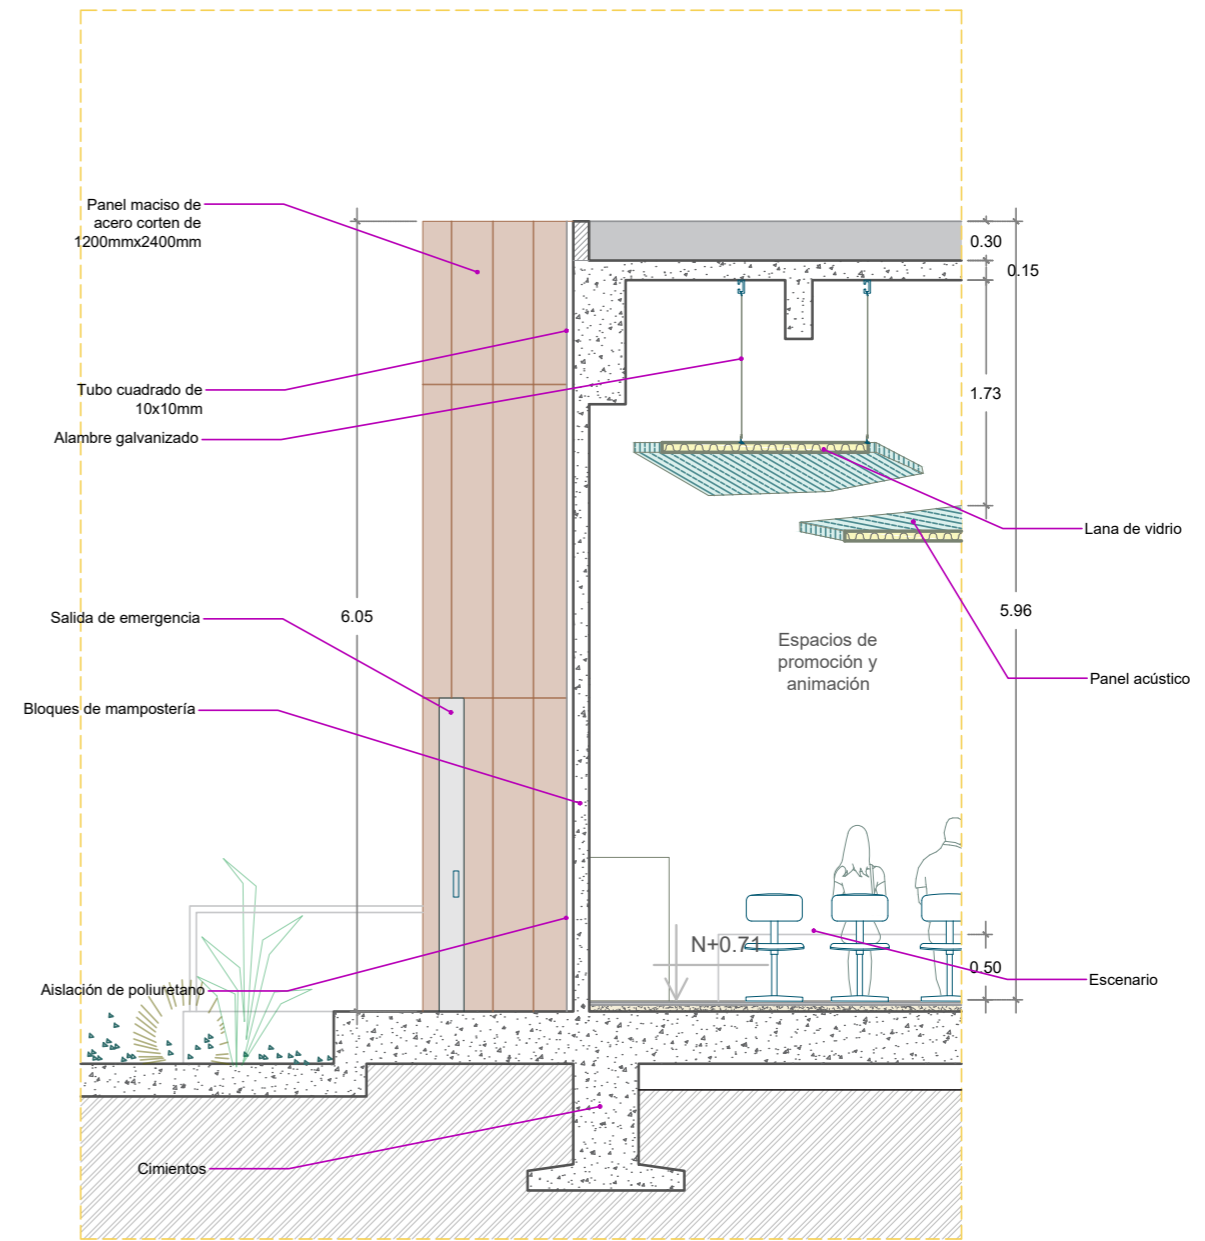 Panel maciso de
acero corten de
1200mmx2400mm
0.30
0.15
Tubo cuadrado de
10x10mm
1.73
Alambre galvanizado
Lana de vidrio
Salida de emergencia
6.05
5.96
Espacios de
promoción y
animación
Panel acústico
Bloques de mampostería
N+0.71
0.50
Escenario
Aislación de poliuretano
Cimientos